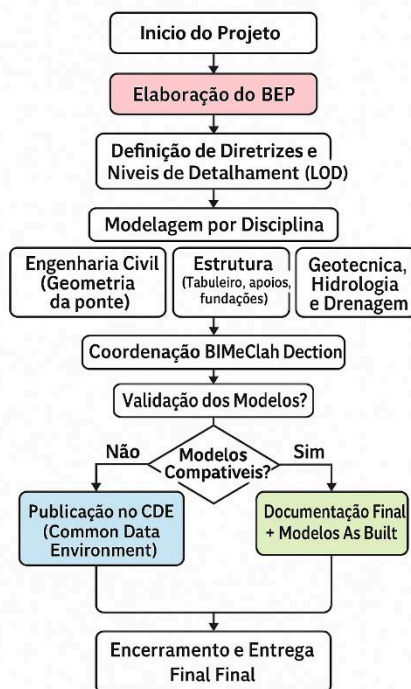 Inicio do Projeto
Elaboração do BEP
Definição de Diretrizes e
Niveis de Detalhament (LOD)
Modelagem por Disciplina
Engenharia Civil
(Geometria
da ponte)
Estrutura
(Tabuleiro, apoios,
fundações)
Geotecnica,
Hidrologia
e Drenagem
Coordenação BIMeClah Dection
Validação dos Modelos?
Não
Modelos
Compativeis?
Sim
Publicação no CDE
(Common Data
Environment)
Documentação Final
+ Modelos As Built
Encerramento e Entrega
Final Final